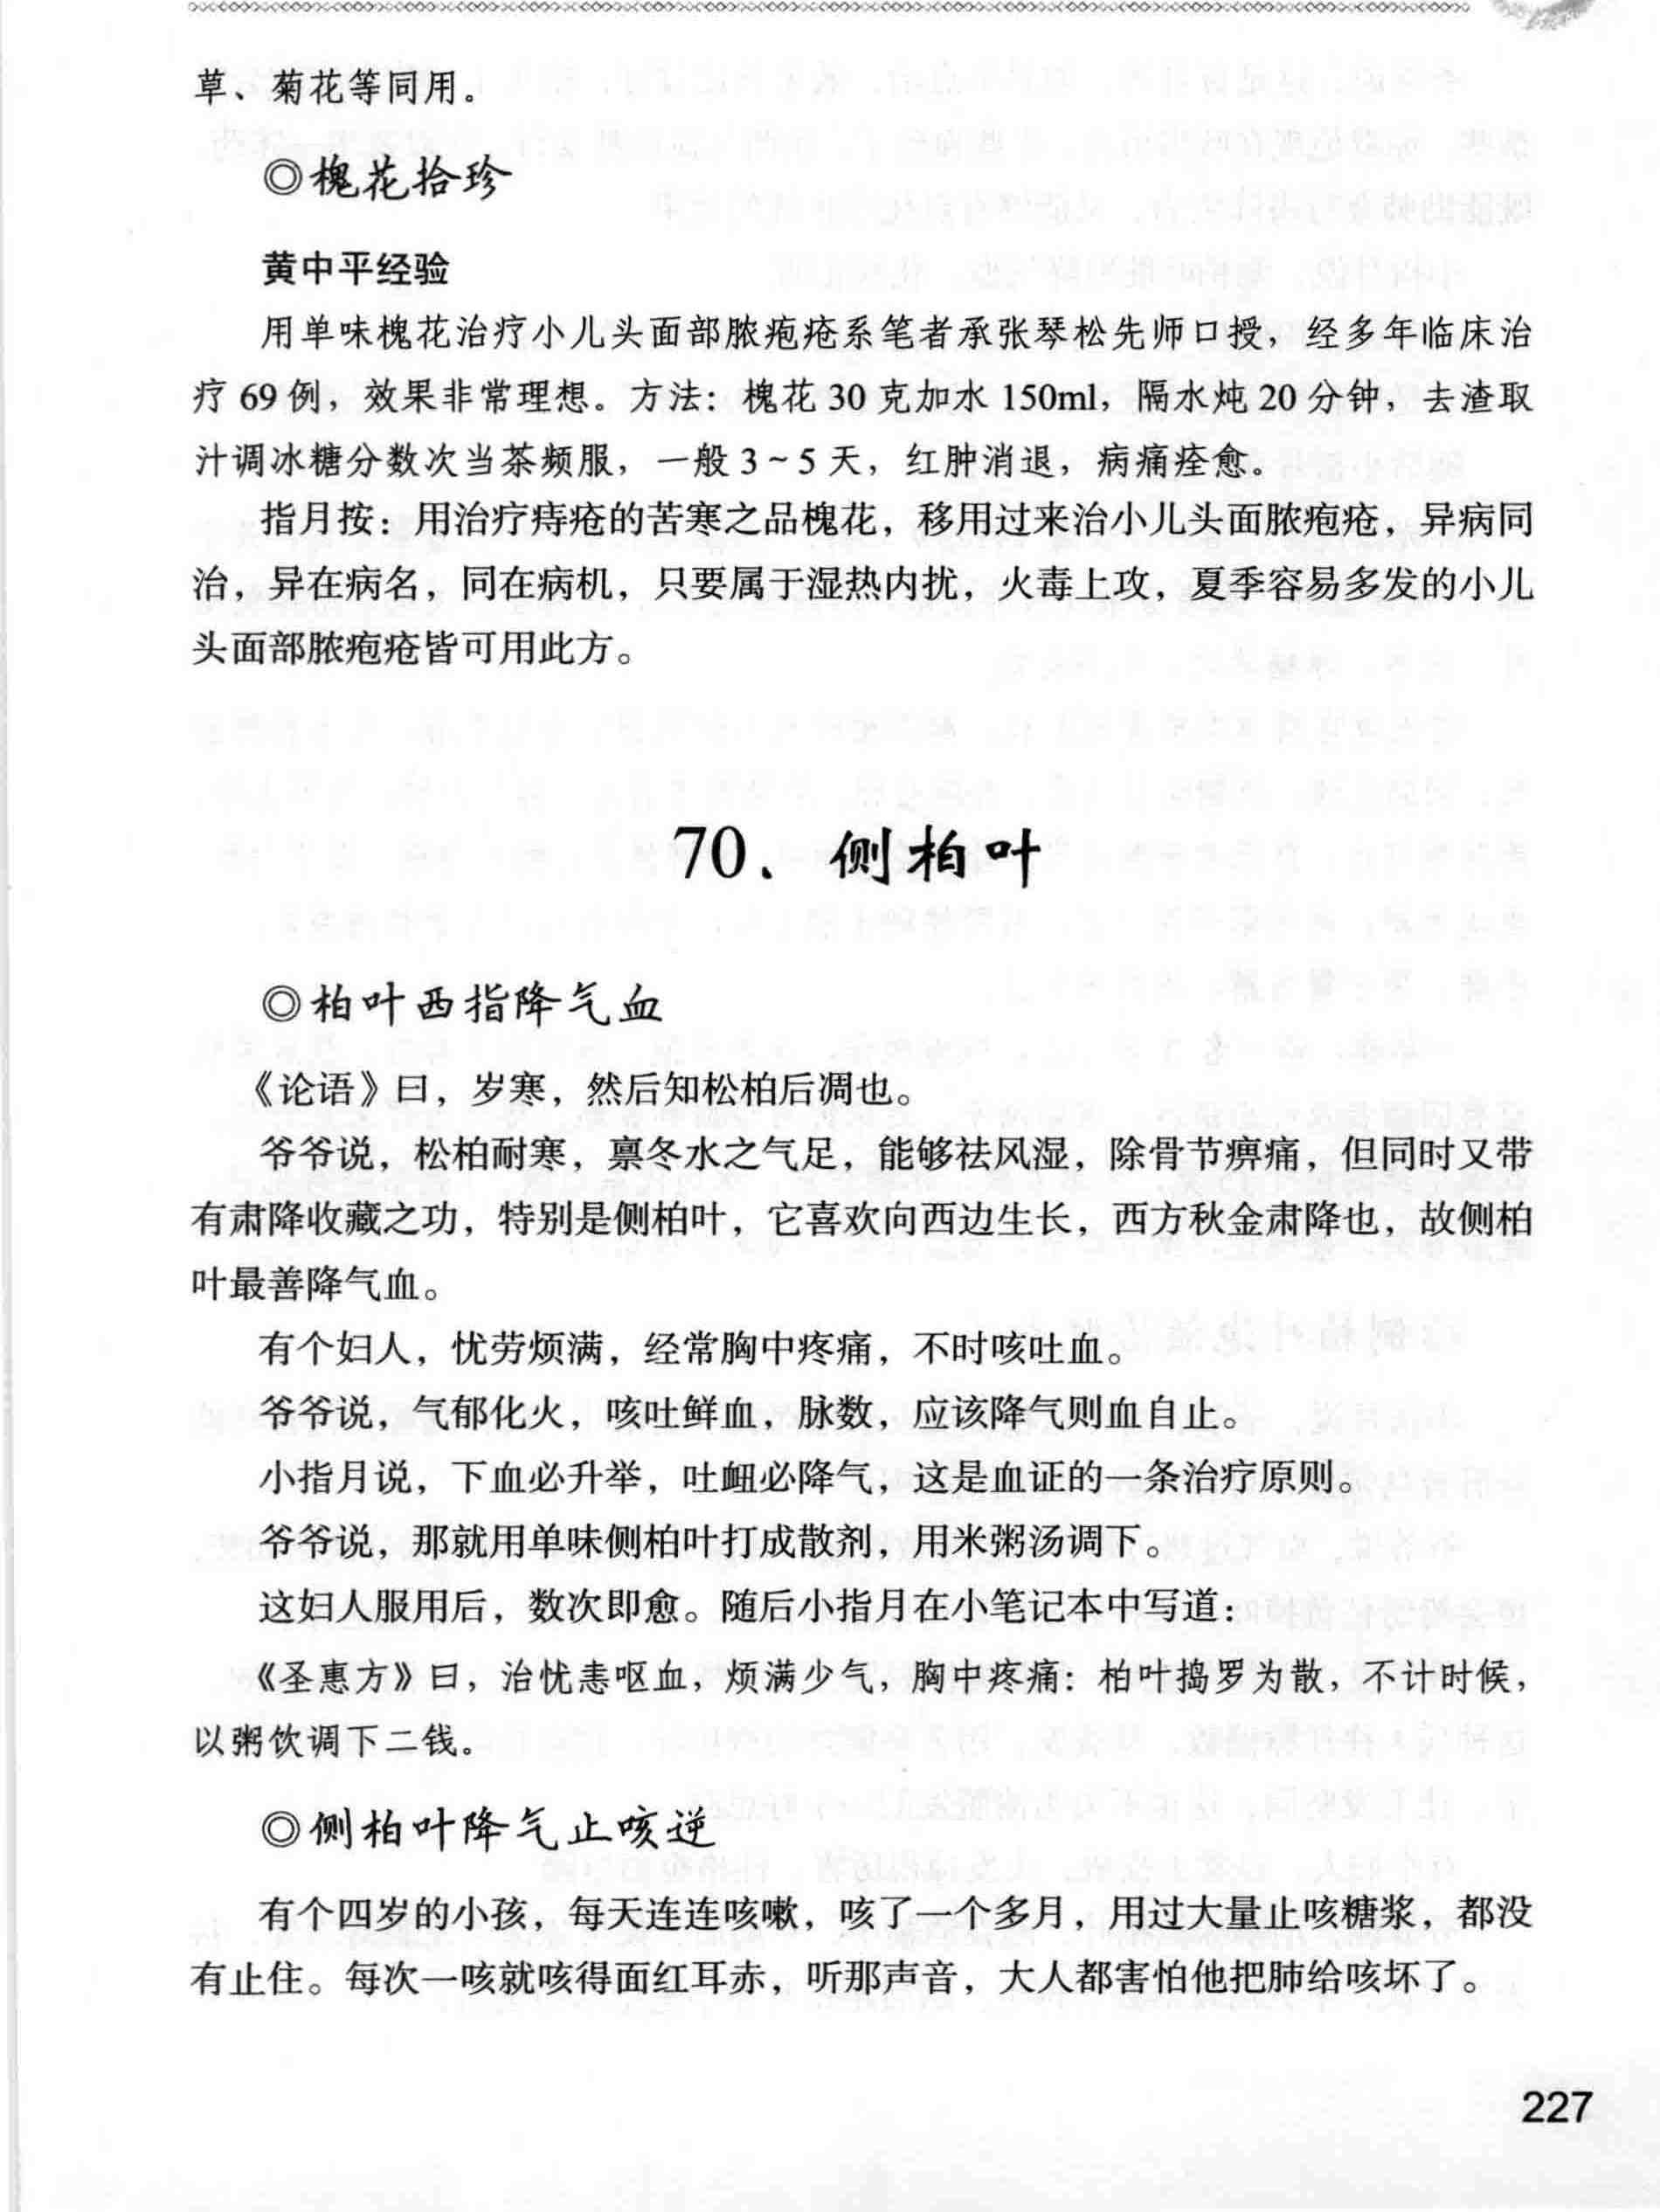 草、菊花等同用。
◎槐花拾珍
黄中平经验
用单味槐花治疗小儿头面部脓疱疮系笔者承张琴松先师口授，经多年临床治
疗 69 例，效果非常理想。方法：槐花 30 克加水 150ml，隔水炖 20 分钟，去渣取
汁调冰糖分数次当茶频服，一般 3～5 天，红肿消退，病痛痊愈。
指月按：用治疗痔疮的苦寒之品槐花，移用过来治小儿头面脓疱疮，异病同
治，异在病名，同在病机，只要属于湿热内扰，火毒上攻，夏季容易多发的小儿
头面部脓疱疮皆可用此方。
70、侧柏叶
◎柏叶西指降气血
《论语》曰，岁寒，然后知松柏后凋也。
爷爷说，松柏耐寒，禀冬水之气足，能够祛风湿，除骨节痹痛，但同时又带
有肃降收藏之功，特别是侧柏叶，它喜欢向西边生长，西方秋金肃降也，故侧柏
叶最善降气血。
有个妇人，忧劳烦满，经常胸中疼痛，不时咳吐血。
爷爷说，气郁化火，咳吐鲜血，脉数，应该降气则血自止。
小指月说，下血必升举，吐衄必降气，这是血证的一条治疗原则。
爷爷说，那就用单味侧柏叶打成散剂，用米粥汤调下。
这妇人服用后，数次即愈。随后小指月在小笔记本中写道：
《圣惠方》曰，治忧恚呕血，烦满少气，胸中疼痛：柏叶捣罗为散，不计时候，
以粥饮调下二钱。
◎侧柏叶降气止咳逆
有个四岁的小孩，每天连连咳嗽，咳了一个多月，用过大量止咳糖浆，都没
有止住。每次一咳就咳得面红耳赤，听那声音，大人都害怕他把肺给咳坏了。
227